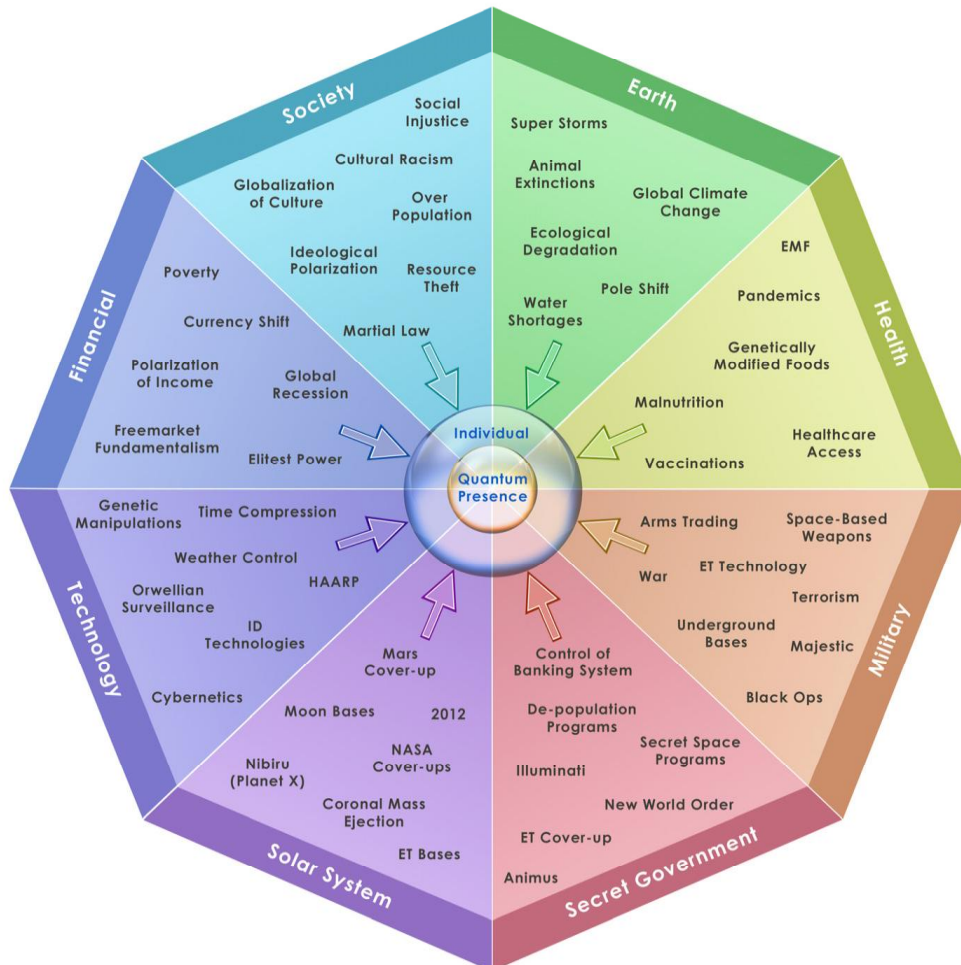 Society
Social
Injustice
Cultural Racism
Globalization
of Culture
Over
Population
Ideological
Polarization
Resource
Theft
Martial Law
Earth
Super Storms
Animal
Extinctions
Global Climate
Change
Ecological
Degradation
Pole Shift
Water
Shortages
Health
EMF
Pandemics
Genetically
Modified Foods
Malnutrition
Healthcare
Access
Vaccinations
Military
Arms Trading
Space-Based
Weapons
ET Technology
War
Terrorism
Underground
Bases
Majestic
Black Ops
Secret Government
Control of
Banking System
De-population
Programs
Secret Space
Programs
Illuminati
New World Order
ET Cover-up
Animus
Solar System
Mars
Cover-up
Moon Bases
2012
NASA
Cover-ups
Nibiru
(Planet X)
Coronal Mass
Ejection
ET Bases
Technology
Genetic
Manipulations
Time Compression
Weather Control
HAARP
Orwellian
Surveillance
ID
Technologies
Cybernetics
Financial
Poverty
Currency Shift
Polarization
of Income
Global
Recession
Freemarket
Fundamentalism
Elitest Power
Individual
Quantum
Presence